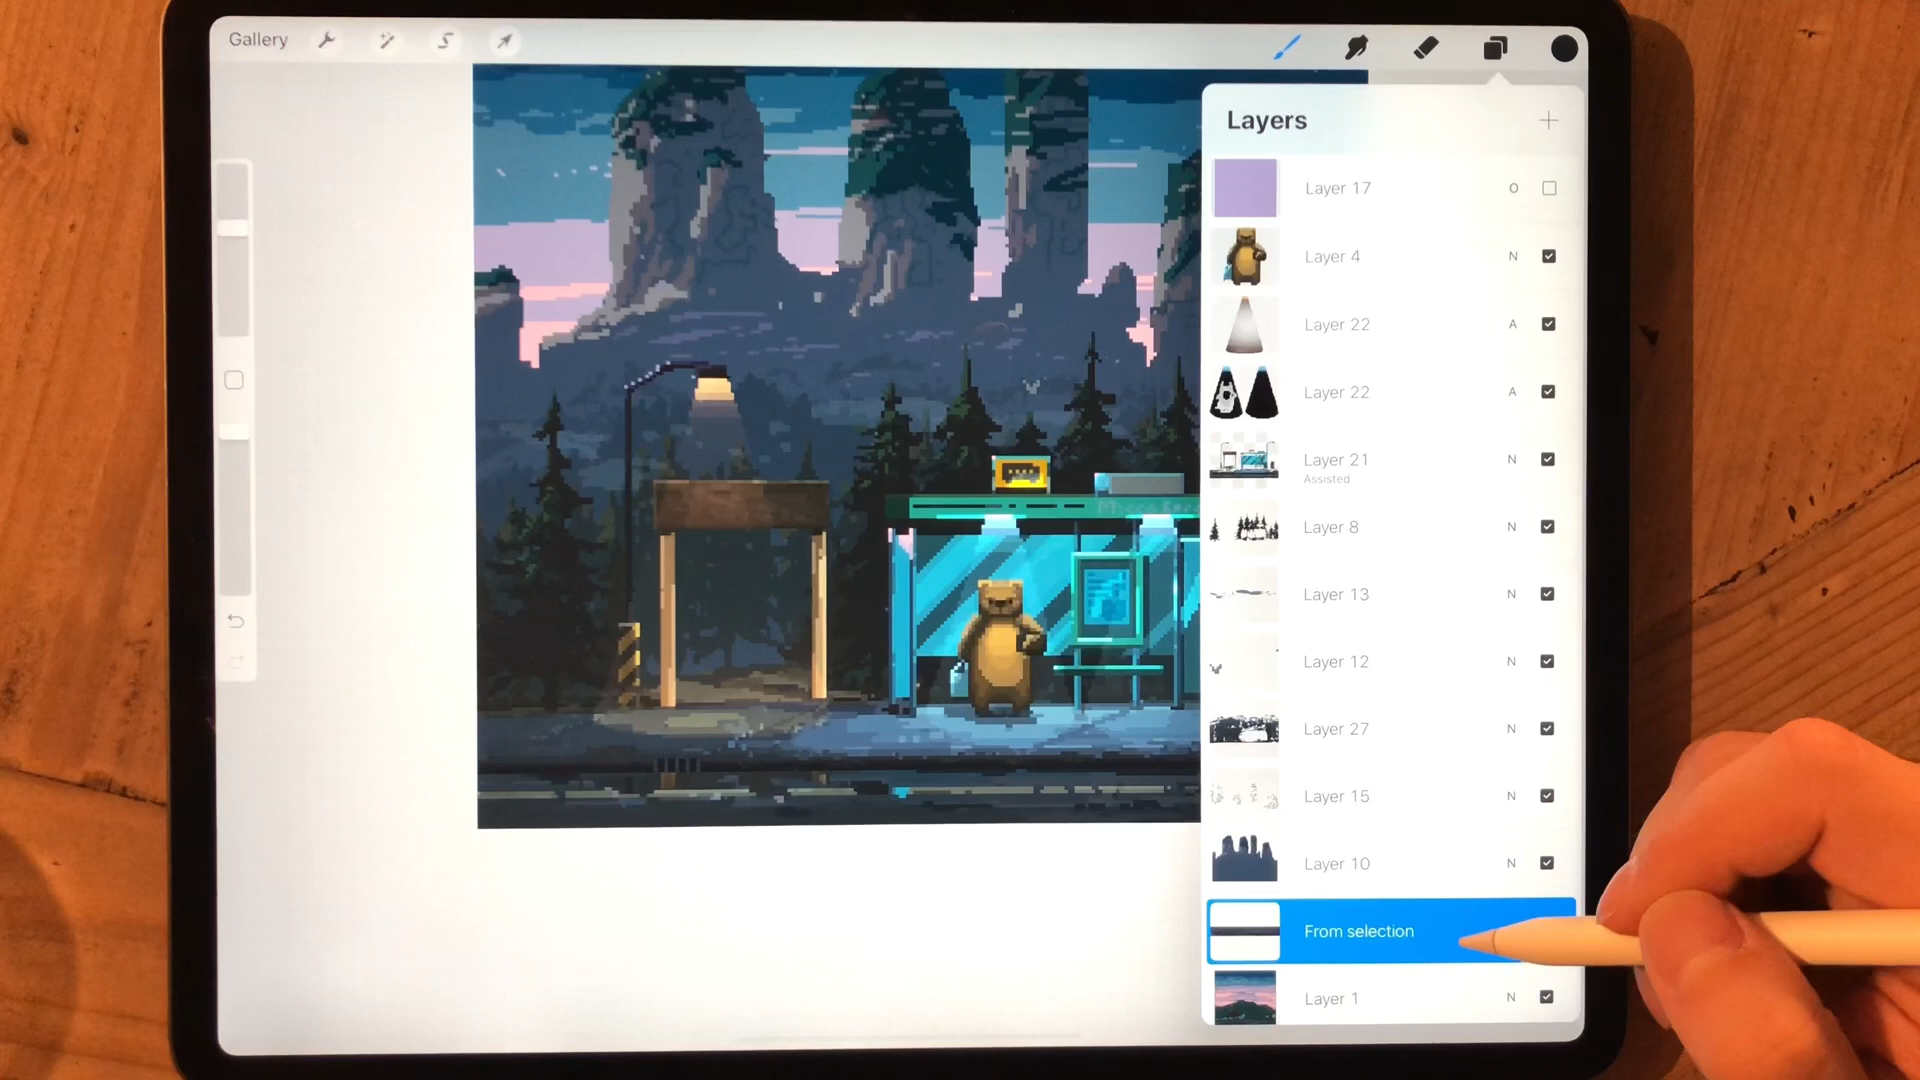 Gallery
Layers
Layer 17
O
Layer 4
N
Layer 22
A
Layer 22
A
Layer 21
N
Assisted
Layer 8
N
Layer 13
N
Layer 12
N
Layer 27
N
Layer 15
N
Layer 10
N
From selection
Layer 1
N